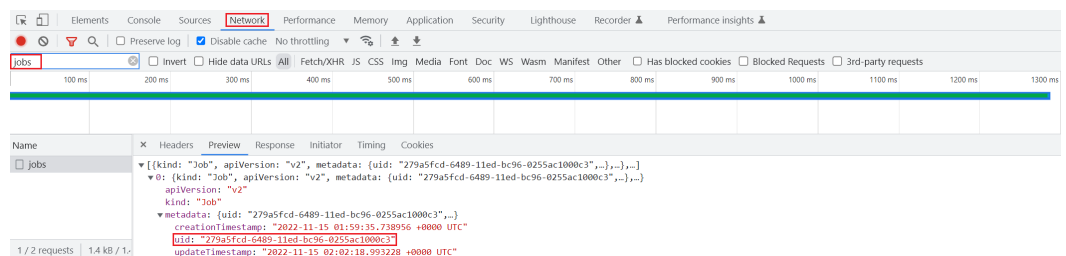 Elements Console Sources Network Performance Memory Application Security Lighthouse Recorder Performance insights
Preserve log Disable cache No throttling
jobs Invert Hide data URLs All Fetch/XHR JS CSS Img Media Font Doc WS Wasm Manifest Other Has blocked cookies Blocked Requests 3rd-party requests
100 ms 200 ms 300 ms 400 ms 500 ms 600 ms 700 ms 800 ms 900 ms 1000 ms 1100 ms 1200 ms 1300 ms
Name × Headers Preview Response Initiator Timing Cookies
jobs ▼[{kind: "Job", apiVersion: "v2", metadata: {uid: "279a5fcd-6489-11ed-bc96-0255ac1000c3",…},…},…]
▼0: {kind: "Job", apiVersion: "v2", metadata: {uid: "279a5fcd-6489-11ed-bc96-0255ac1000c3",…},…}
apiVersion: "v2"
kind: "Job"
▼metadata: {uid: "279a5fcd-6489-11ed-bc96-0255ac1000c3",…}
creationTimestamp: "2022-11-15 01:59:35.738956 +0000 UTC"
uid: "279a5fcd-6489-11ed-bc96-0255ac1000c3"
1 / 2 requests 1.4 kB / 1. updateTimestamp: "2022-11-15 02:02:18.993228 +0000 UTC"